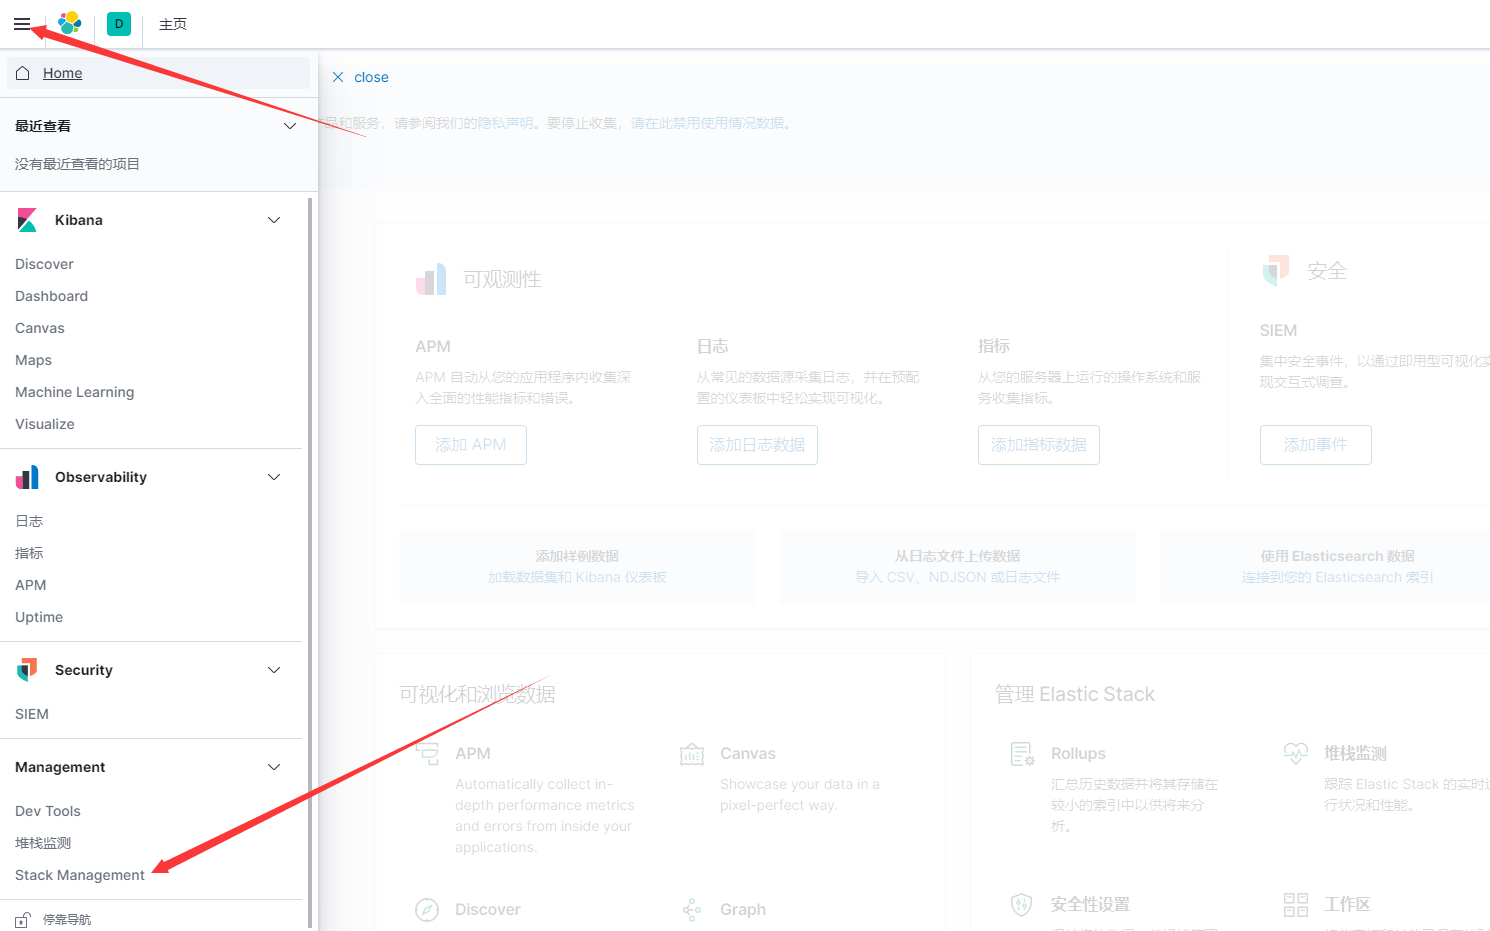 D 主页
Home
close
最近查看
品和服务，请参阅我们的隐私声明。要停止收集，请在此禁用使用情况数据。
没有最近查看的项目
Kibana
Discover
Dashboard
Canvas
Maps
Machine Learning
Visualize
Observability
日志
指标
APM
Uptime
Security
SIEM
Management
Dev Tools
堆栈监测
Stack Management
停靠导航
可观测性
APM
APM 自动从您的应用程序内收集深
入全面的性能指标和错误。
添加 APM
日志
从常见的数据源采集日志，并在预配
置的仪表板中轻松实现可视化。
添加日志数据
指标
从您的服务器上运行的操作系统和服
务收集指标。
添加指标数据
安全
SIEM
集中安全事件，以通过即用型可视化实
现交互式调查。
添加事件
添加样例数据
加载数据集和 Kibana 仪表板
从日志文件上传数据
导入 CSV、NDJSON 或日志文件
使用 Elasticsearch 数据
连接到您的 Elasticsearch 索引
可视化和浏览数据
APM
Automatically collect in-
depth performance metrics
and errors from inside your
applications.
Canvas
Showcase your data in a
pixel-perfect way.
Discover
Graph
管理 Elastic Stack
Rollups
汇总历史数据并将其存储在
较小的索引中以供将来分
析。
堆栈监测
跟踪 Elastic Stack 的实时运
行状况和性能。
安全性设置
工作区